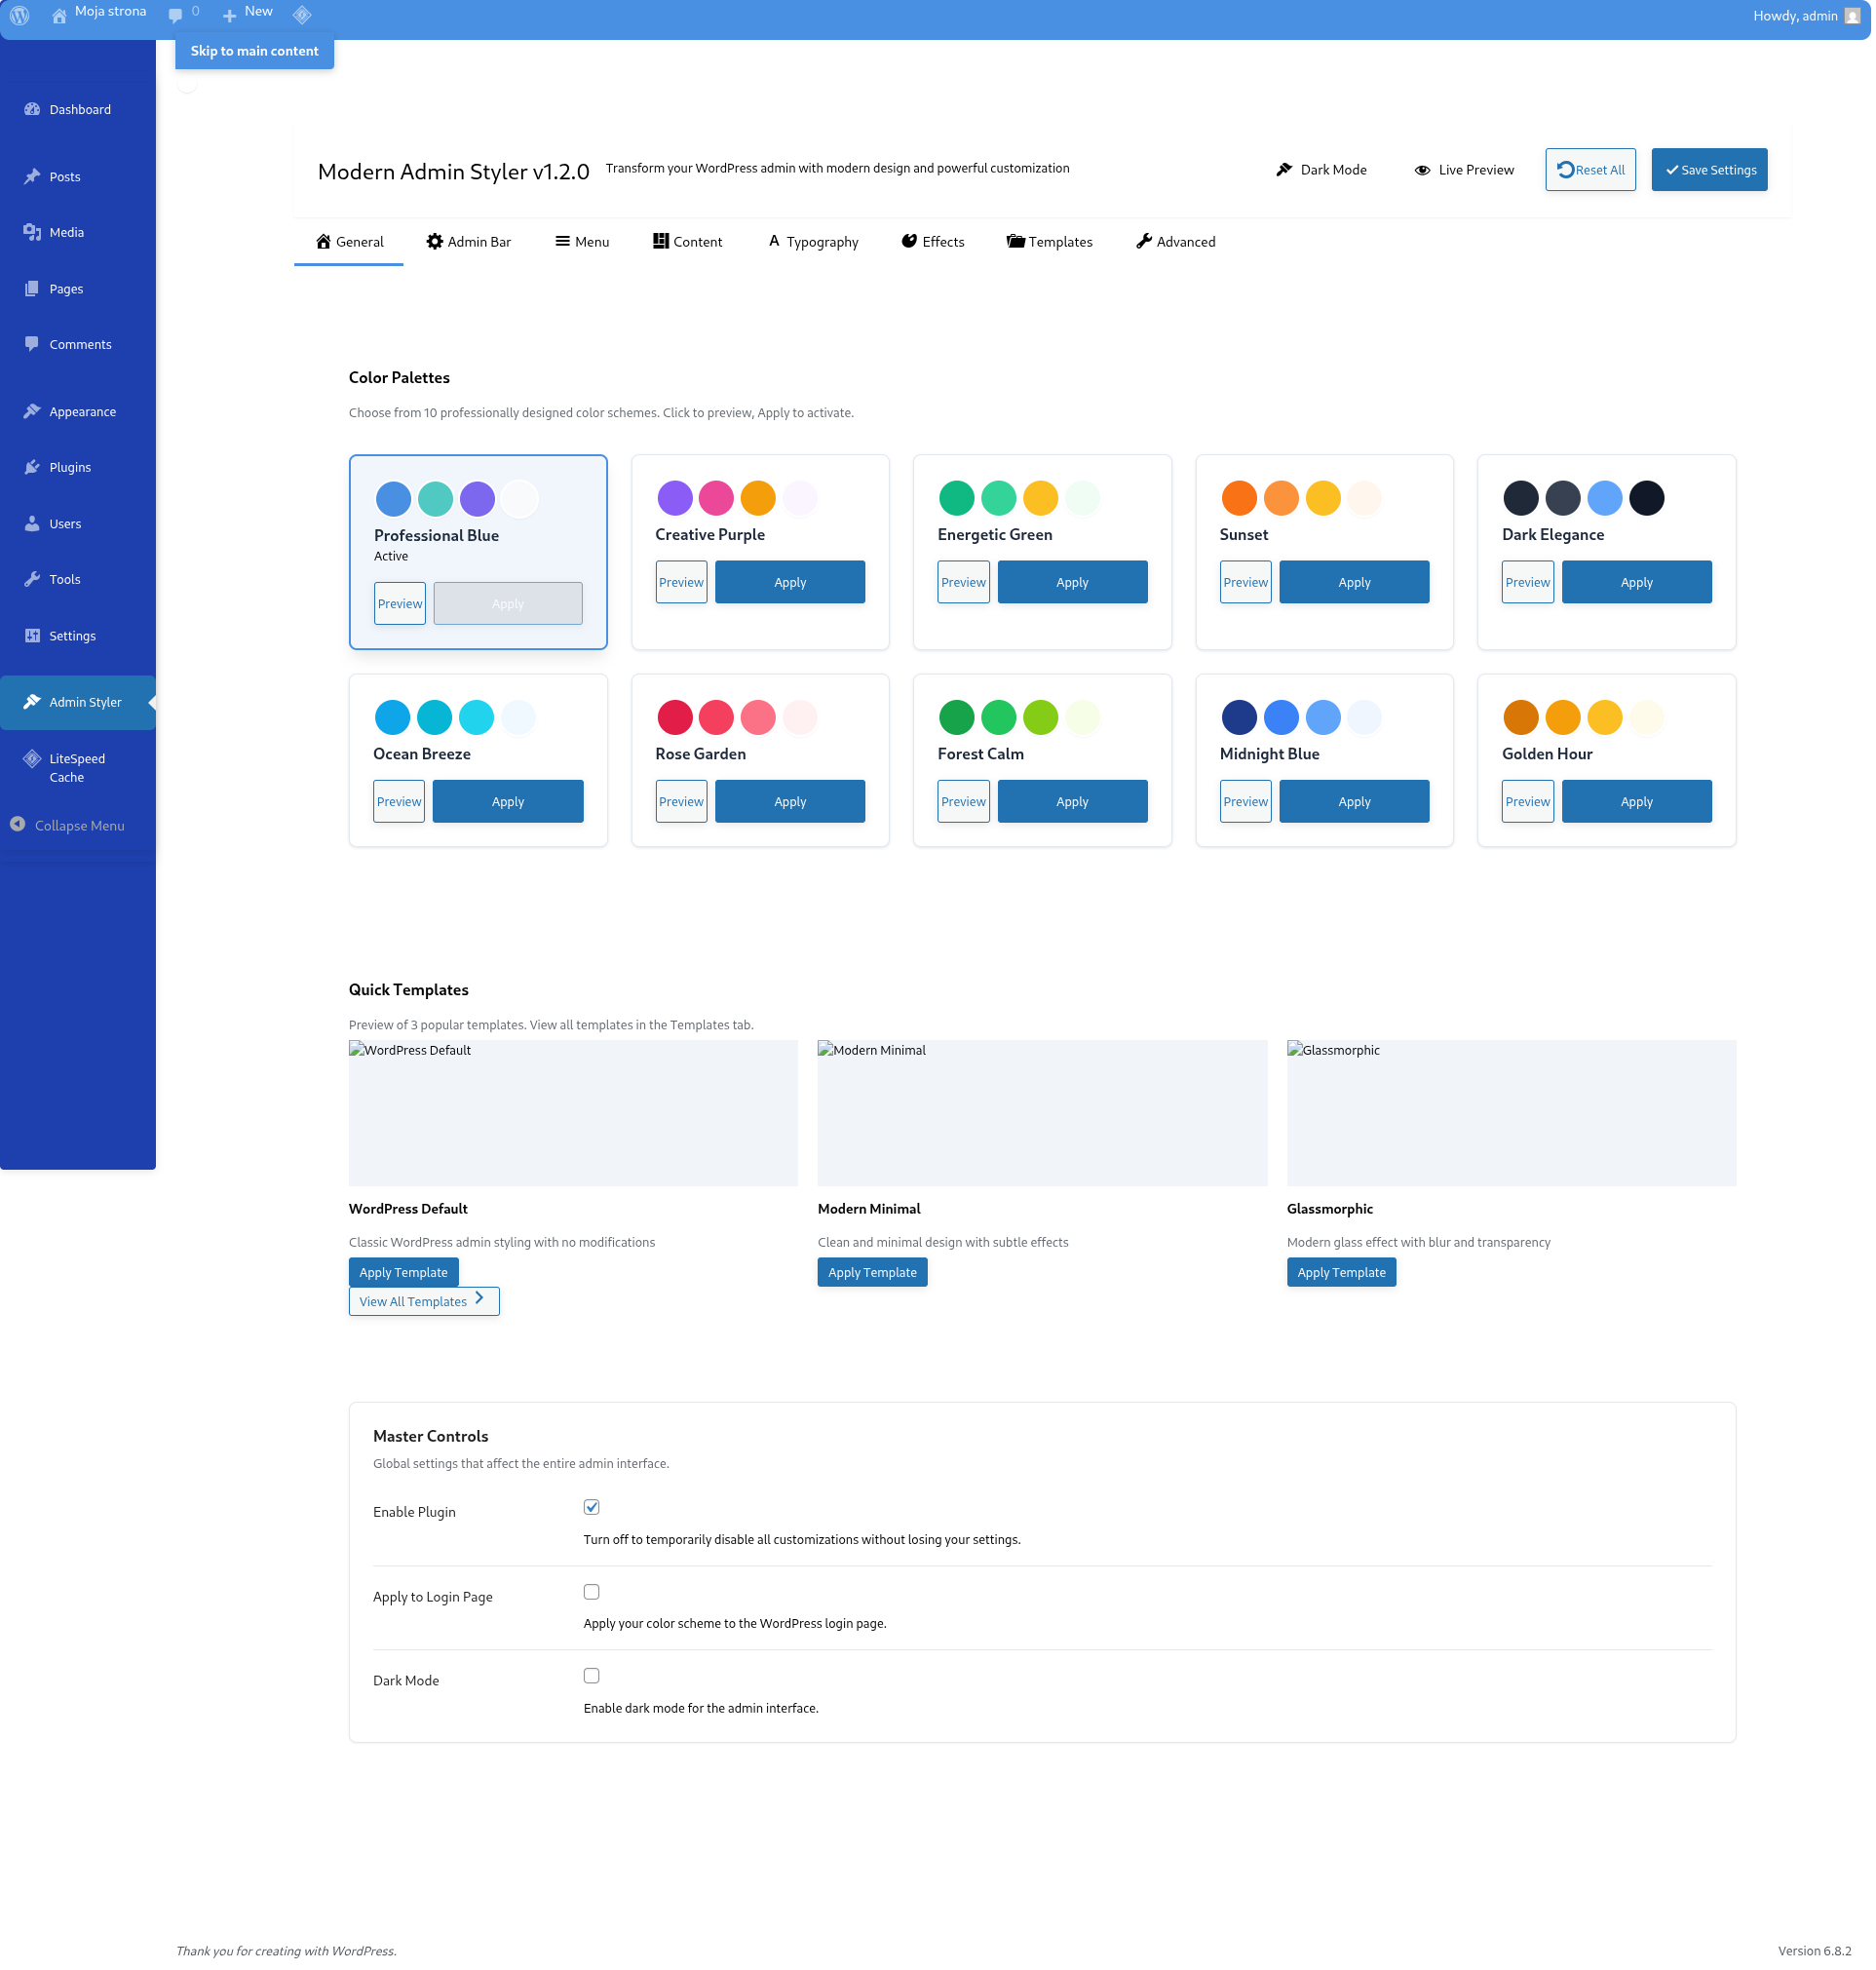 Moja strona
0
New
Howdy, admin
Skip to main content
Dashboard
Posts
Media
Pages
Comments
Appearance
Plugins
Users
Tools
Settings
Admin Styler
LiteSpeed
Cache
Collapse Menu
Modern Admin Styler v1.2.0
Transform your WordPress admin with modern design and powerful customization
Dark Mode
Live Preview
Reset All
Save Settings
General
Admin Bar
Menu
Content
Typography
Effects
Templates
Advanced
Color Palettes
Choose from 10 professionally designed color schemes. Click to preview, Apply to activate.
Professional Blue
Active
Preview
Apply
Creative Purple
Preview
Apply
Energetic Green
Preview
Apply
Sunset
Preview
Apply
Dark Elegance
Preview
Apply
Ocean Breeze
Preview
Apply
Rose Garden
Preview
Apply
Forest Calm
Preview
Apply
Midnight Blue
Preview
Apply
Golden Hour
Preview
Apply
Quick Templates
Preview of 3 popular templates. View all templates in the Templates tab.
WordPress Default
WordPress Default
Classic WordPress admin styling with no modifications
Apply Template
Modern Minimal
Modern Minimal
Clean and minimal design with subtle effects
Apply Template
Glassmorphic
Glassmorphic
Modern glass effect with blur and transparency
Apply Template
View All Templates
Master Controls
Global settings that affect the entire admin interface.
Enable Plugin
Turn off to temporarily disable all customizations without losing your settings.
Apply to Login Page
Apply your color scheme to the WordPress login page.
Dark Mode
Enable dark mode for the admin interface.
Thank you for creating with WordPress.
Version 6.8.2